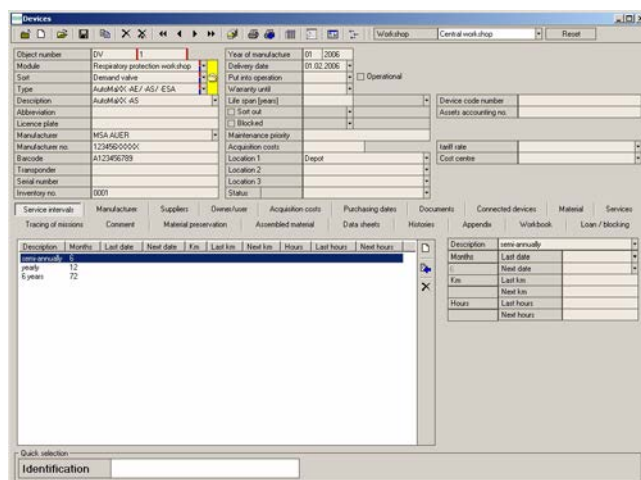 Devices
Workshop Central workshop Reset
Object number DV 1 Year of manufacture 01 2006
Module Respiratory protection workshop Delivery date 01.02.2006
Sort Demand valve Put into operation Operational
Type AutoMaXX-AE/-AS/-ESA Warranty until
Description AutoMaXX-AS Life span [years] Device code number
Abbreviation Sort out Assets accounting no.
Licence plate Blocked
Manufacturer MSA AUER Maintenance priority
Manufacturer no. Acquisition costs tariff rate
Barcode A123456789 Location 1 Depot Cost centre
Transponder Location 2
Serial number Location 3
Inventory no. 0001 Status
Service intervals Manufacturer Suppliers Owner/user Acquisition costs Purchasing dates Documents Connected devices Material Services
Tracing of missions Comment Material preservation Assembled material Data sheets Histories Appendix Workbook Loan / blocking
Description Months Last date Next date Km Last km Next km Hours Last hours Next hours
semi-annually 6
yearly 12
6 years 72
Description semi-annually
Months Last date
6 Next date
Km Last km
Next km
Hours Last hours
Next hours
Quick selection
Identification